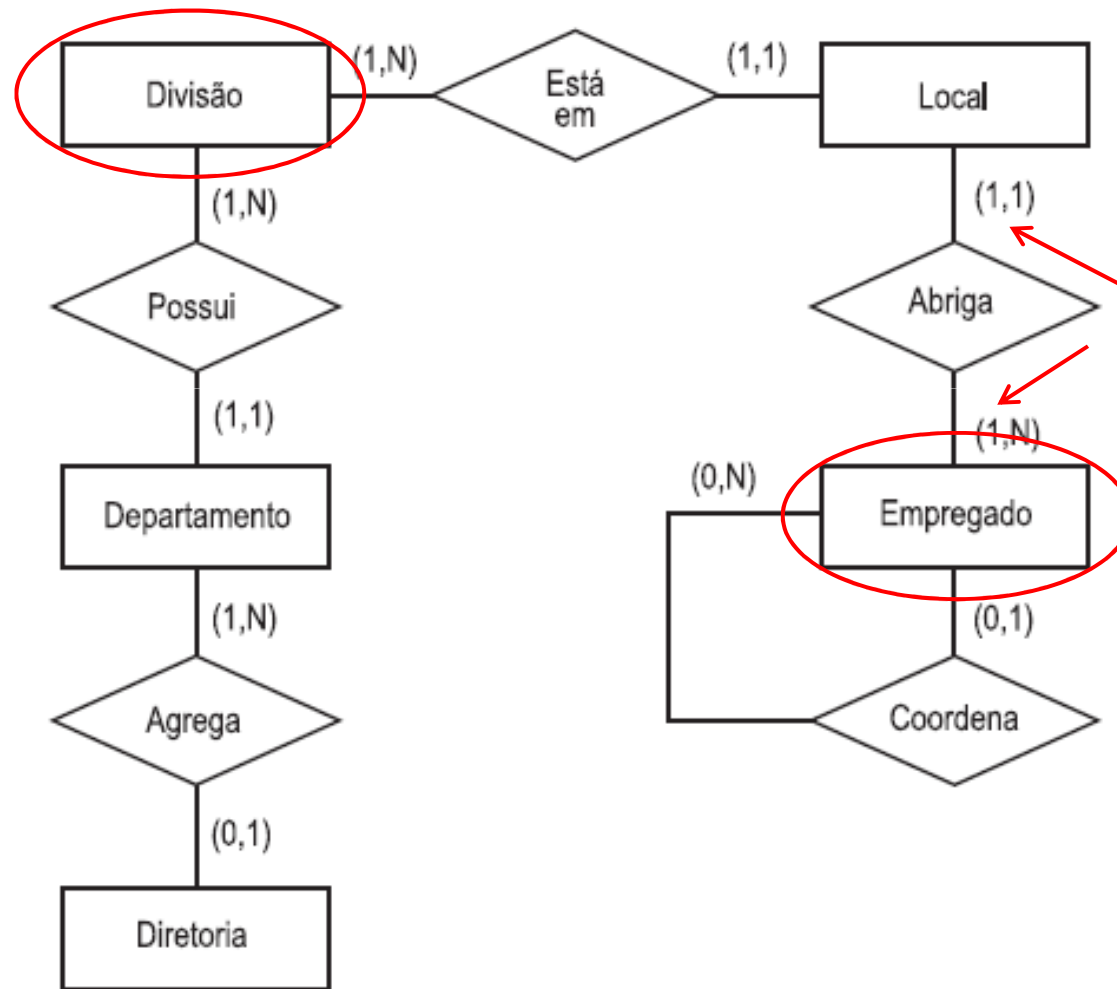 Divisão
(1,N)
Está
em
(1,1)
Local
(1,N)
(1,1)
Possui
Abriga
(1,1)
(1,N)
Departamento
(0,N)
Empregado
(1,N)
(0,1)
Agrega
Coordena
(0,1)
Diretoria